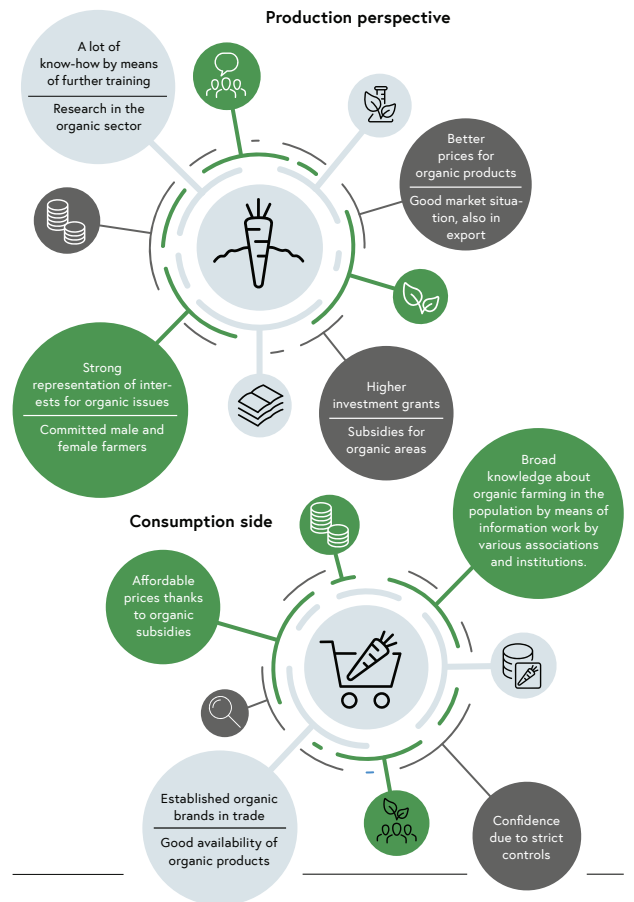 Production perspective
A lot of
know-how by means
of further training
Research in the
organic sector
Better
prices for
organic products
Good market situa-
tion, also in
export
Strong
representation of inter-
ests for organic issues
Committed male and
female farmers
Higher
investment grants
Subsidies for
organic areas
Broad
knowledge about
organic farming in the
population by means of
information work by
various associations
and institutions.
Consumption side
Affordable
prices thanks
to organic
subsidies
Established organic
brands in trade
Good availability of
organic products
Confidence
due to strict
controls